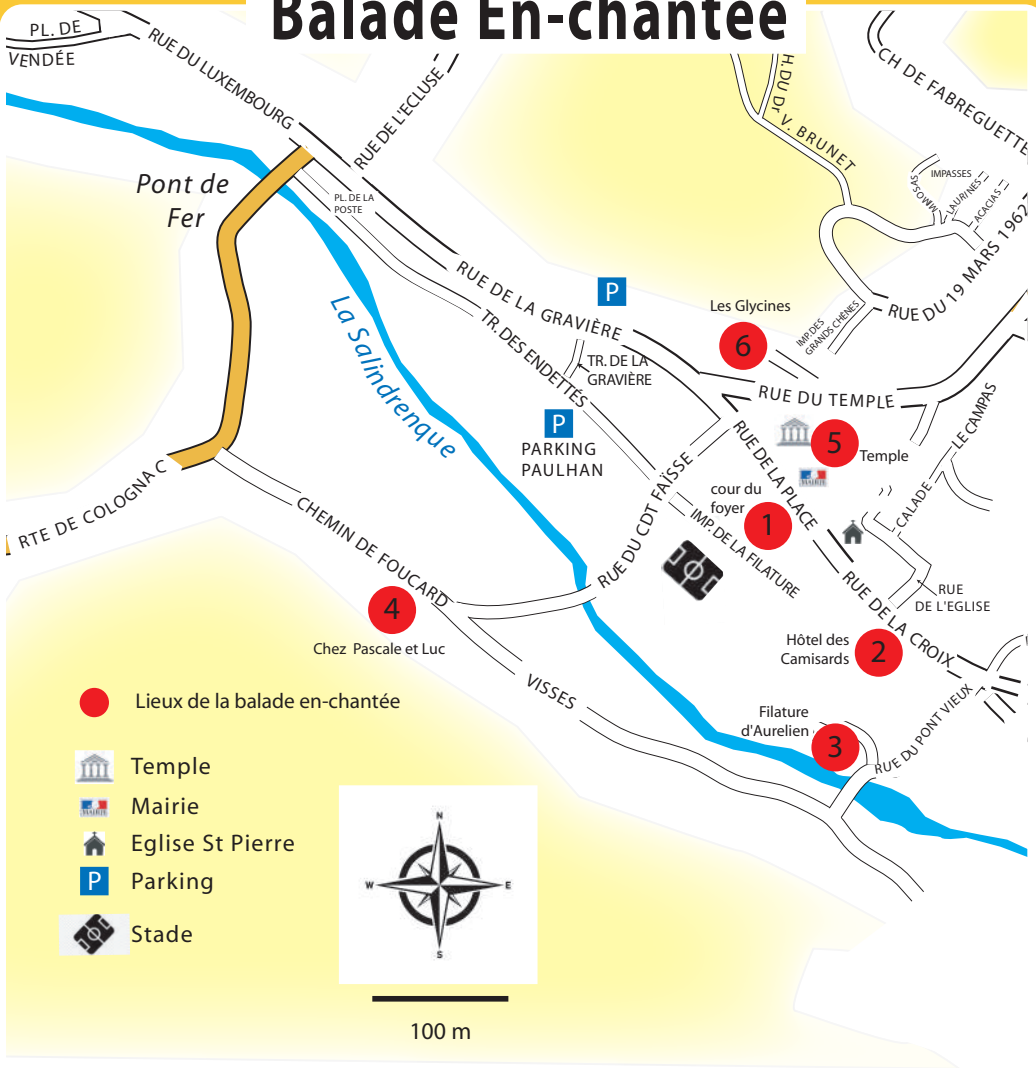 Balade En-chantée
PL. DE
VENDÉE
RUE DU LUXEMBOURG
RUE DE L'ECLUSE
CH.DU Dr V. BRUNET
CH DE FABREGUETTE
Pont de
Fer
PL. DE LA
POSTE
IMPASSES
MIMOSAS
LAURINES
ACACIAS
RUE DU 19 MARS 1962
La Salindrenque
RUE DE LA GRAVIÈRE
P
Les Glycines
6
IMP.DES
GRANDS CHÊNES
TR. DES ENDETTÉS
TR. DE LA
GRAVIÈRE
RUE DU TEMPLE
P
PARKING
PAULHAN
RUE DE LA PLACE
5
Temple
MAIRIE
LE CAMPAS
CALADE
RTE DE COLOGNAC
CHEMIN DE FOUCARD
RUE DU CDT FAÏSSE
cour du
foyer
1
IMP. DE LA FILATURE
RUE
DE L'EGLISE
RUE DE LA CROIX
4
Chez Pascale et Luc
Hôtel des
Camisards
2
VISSES
Filature
d'Aurelien
3
RUE DU PONT VIEUX
Lieux de la balade en-chantée
Temple
MAIRIE
Mairie
Eglise St Pierre
P
Parking
Stade
N
W
E
S
100 m